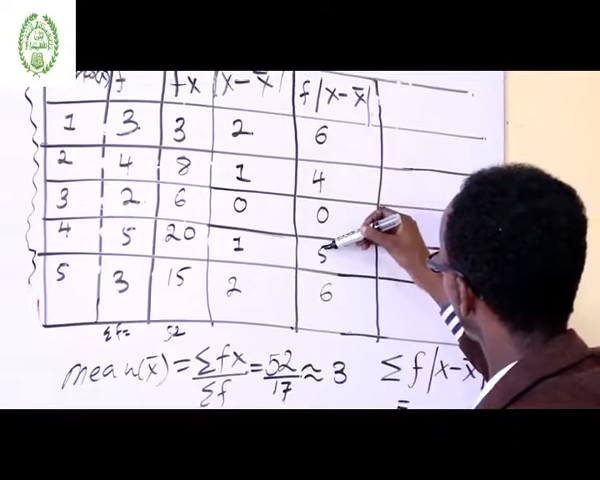 f fx |x-x̄| f|x-x̄|
1 3 3 2 6
2 4 8 1 4
3 2 6 0 0
4 5 20 1 5
5 3 15 2 6
Σf= 52
mean(x̄) = Σfx/Σf = 52/17 ≈ 3 Σf|x-x̄|
=